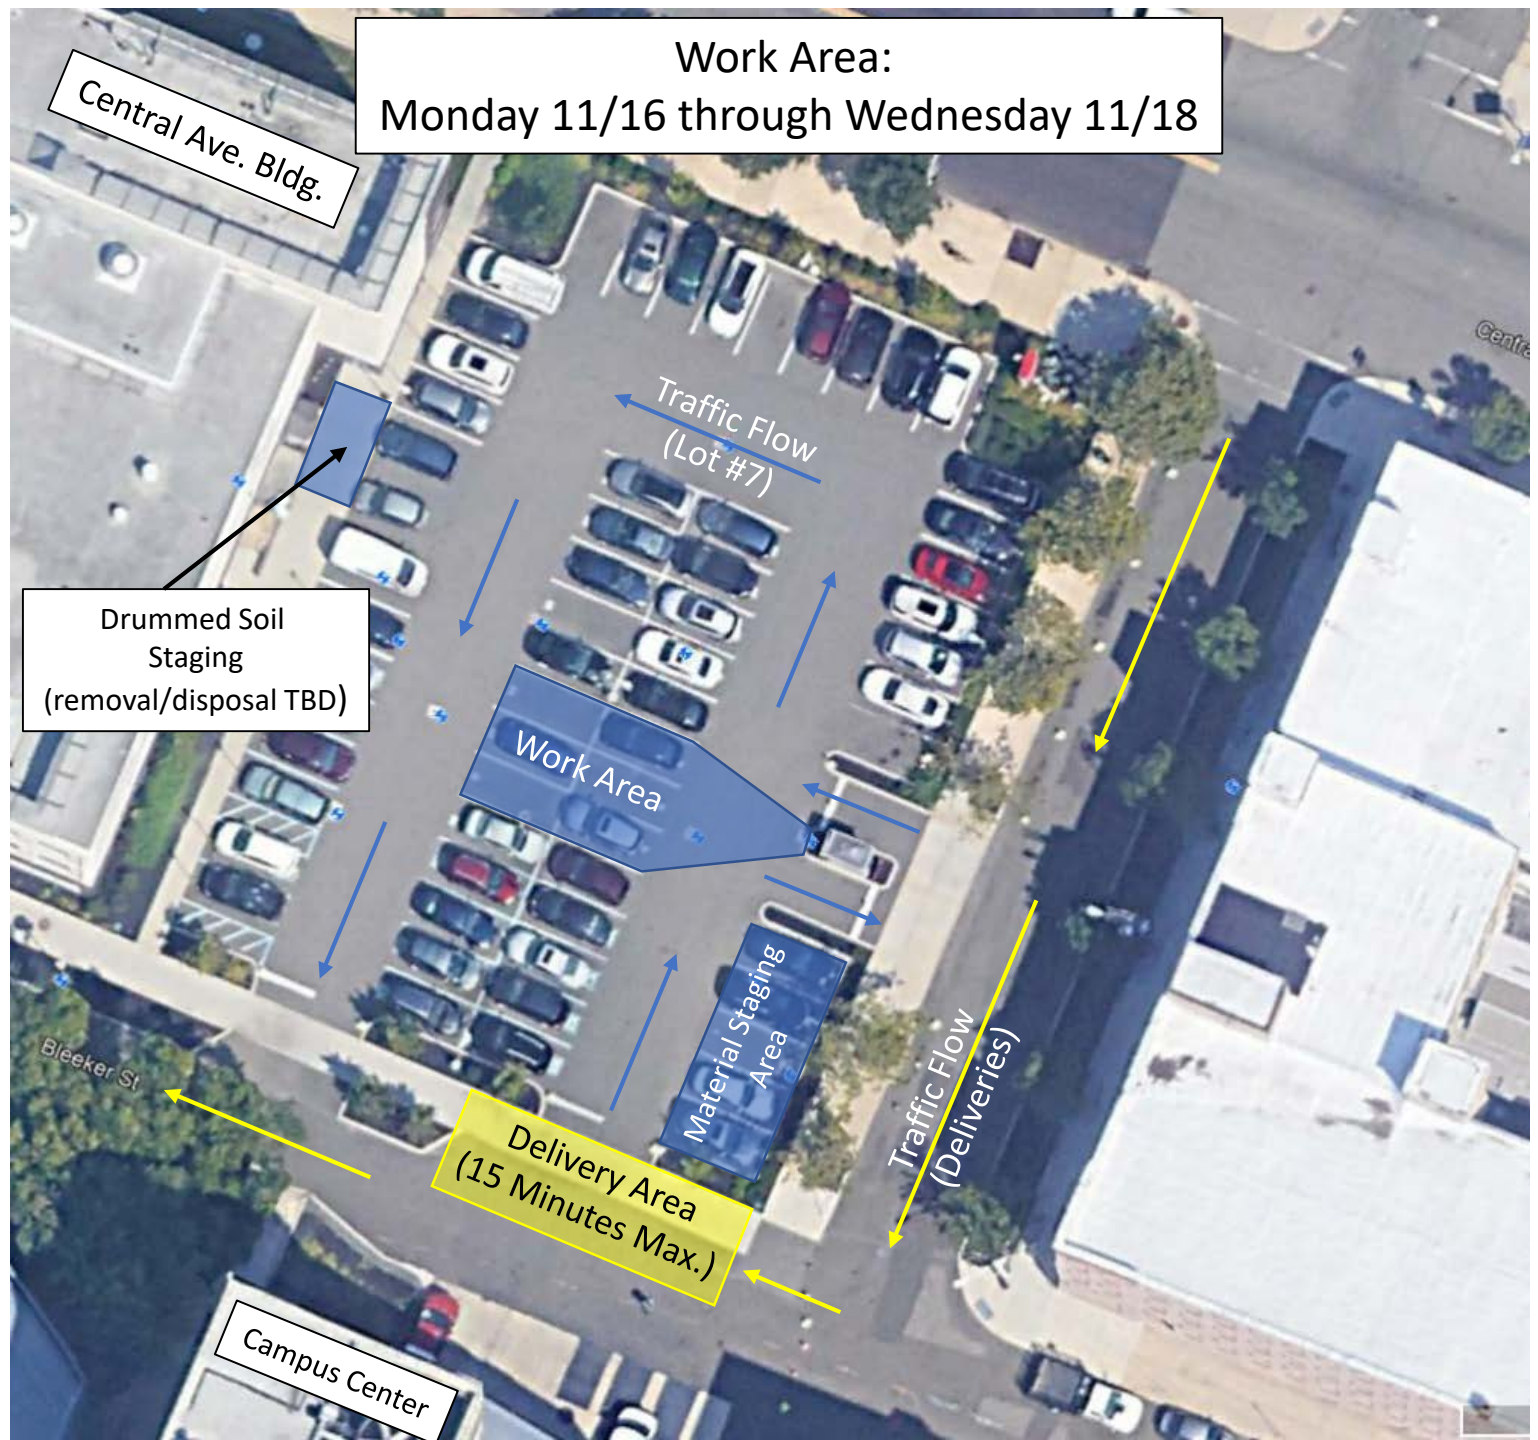 Work Area:
Monday 11/16 through Wednesday 11/18
Central Ave. Bldg.
Traffic Flow
(Lot #7)
Drummed Soil
Staging
(removal/disposal TBD)
Work Area
Material Staging
Area
Traffic Flow
(Deliveries)
Bleeker St
Delivery Area
(15 Minutes Max.)
Campus Center